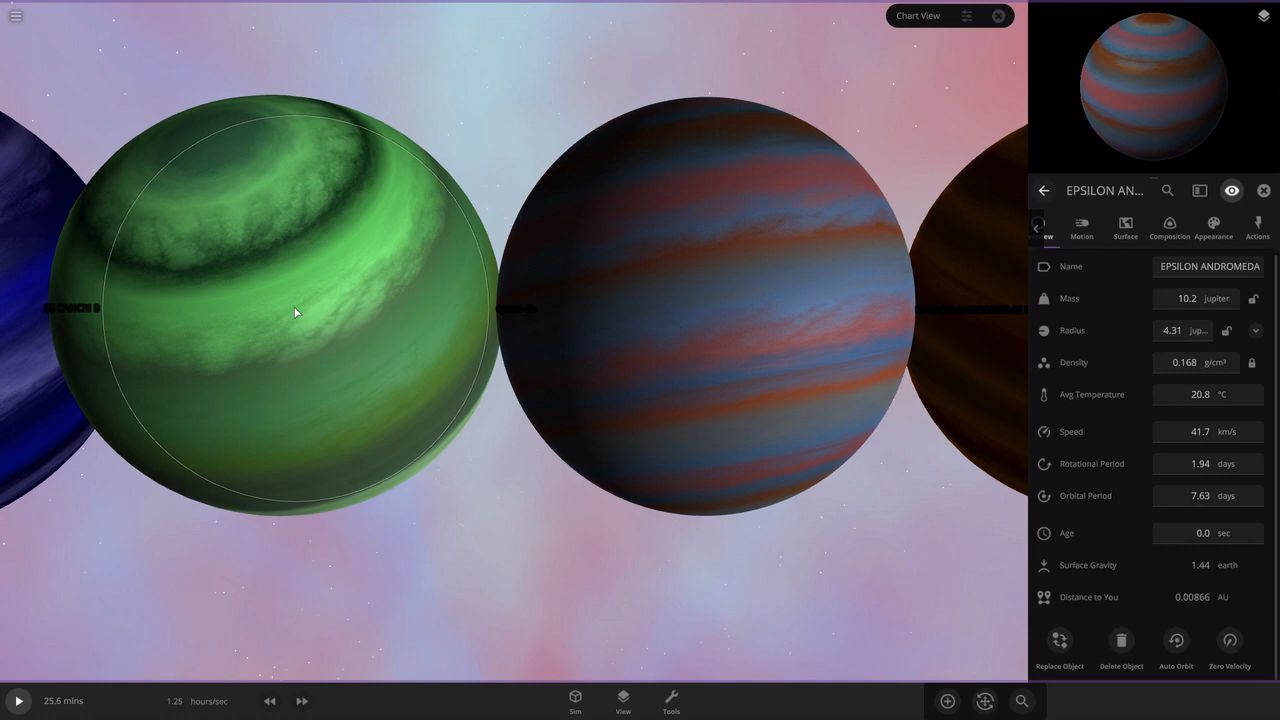 Chart View
EPSILON AN...
Motion
Surface
Composition
Appearance
Actions
Name
EPSILON ANDROMEDA
Mass
10.2 jupiter
Radius
4.31 jup...
Density
0.168 g/cm³
Avg Temperature
20.8 °C
Speed
41.7 km/s
Rotational Period
1.94 days
Orbital Period
7.63 days
Age
0.0 sec
Surface Gravity
1.44 earth
Distance to You
0.00866 AU
Replace Object
Delete Object
Auto Orbit
Zero Velocity
25.6 mins
1.25 hours/sec
Sim
View
Tools